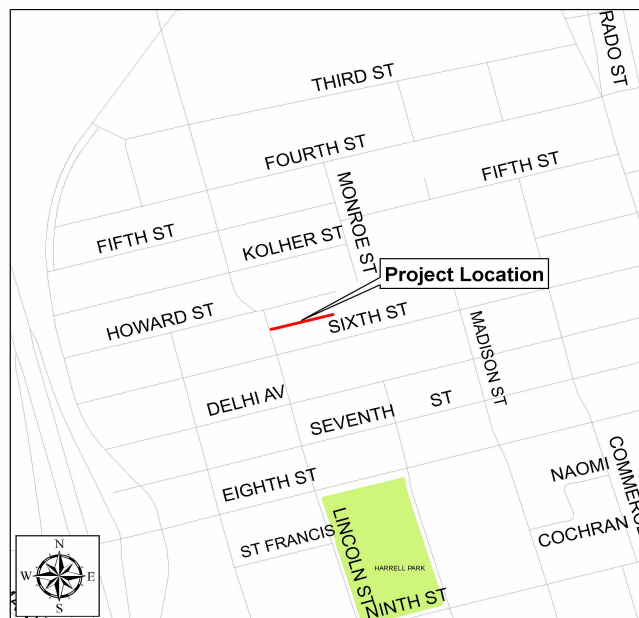 RADO ST
THIRD ST
FOURTH ST
FIFTH ST
MONROE ST
FIFTH ST
KOLHER ST
Project Location
HOWARD ST
SIXTH ST
MADISON ST
DELHI AV
SEVENTH ST
EIGHTH ST
NAOMI
COMMERCE
LINCOLN ST
ST FRANCIS
COCHRAN
HARRELL PARK
NINTH ST
N
W E
S